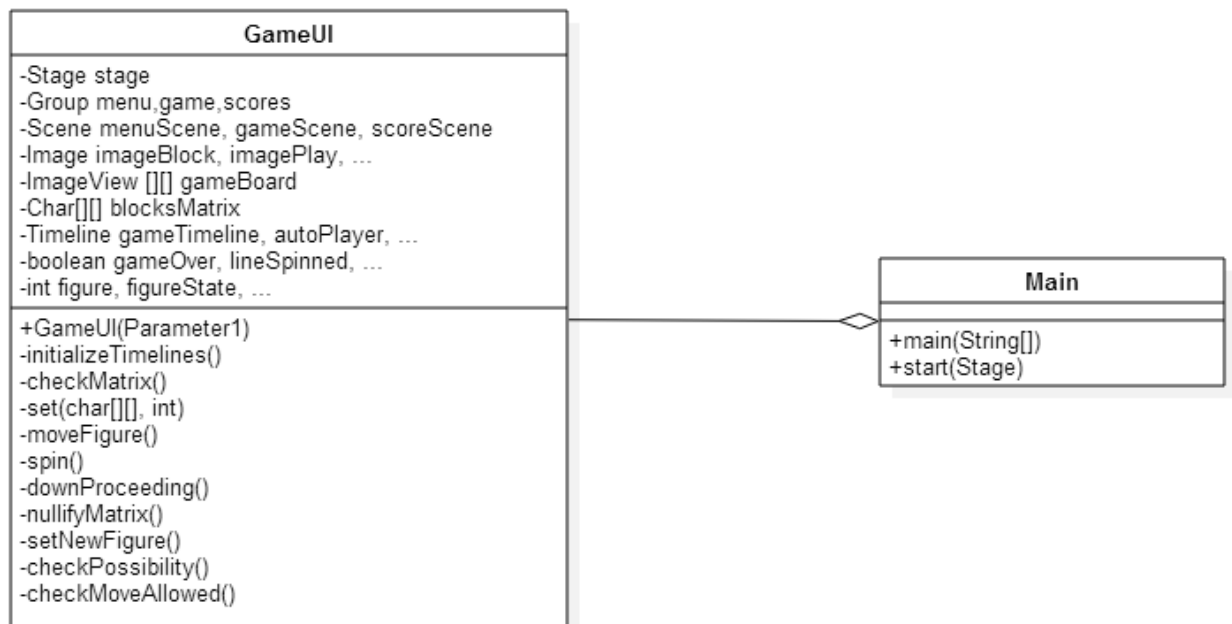 GameUI
-Stage stage
-Group menu,game,scores
-Scene menuScene, gameScene, scoreScene
-Image imageBlock, imagePlay, ...
-ImageView [][] gameBoard
-Char[][] blocksMatrix
-Timeline gameTimeline, autoPlayer, ...
-boolean gameOver, lineSpinned, ...
-int figure, figureState, ...
+GameUI(Parameter1)
-initializeTimelines()
-checkMatrix()
-set(char[][], int)
-moveFigure()
-spin()
-downProceeding()
-nullifyMatrix()
-setNewFigure()
-checkPossibility()
-checkMoveAllowed()
Main
+main(String[])
+start(Stage)